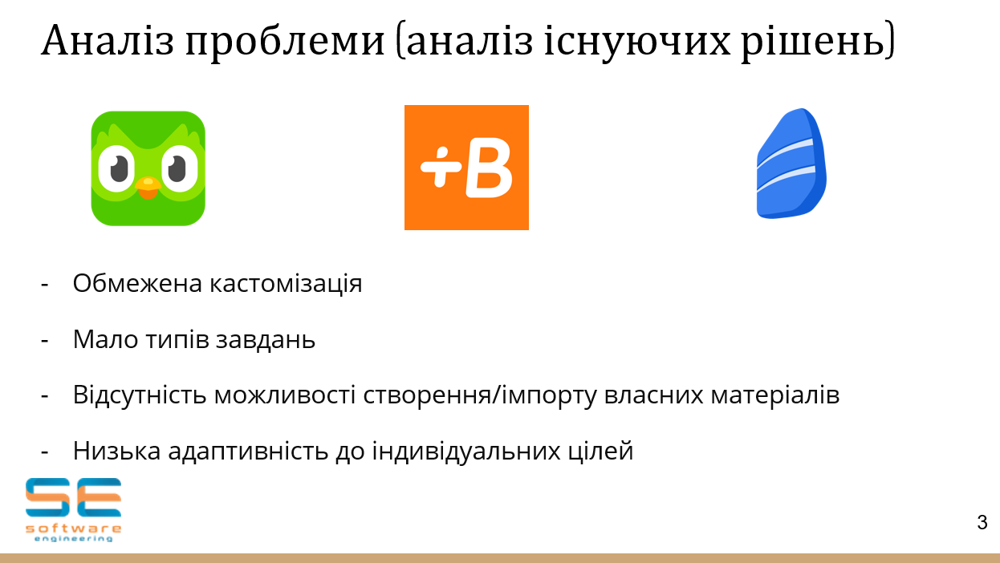 Аналіз проблеми (аналіз існуючих рішень)
+B
- Обмежена кастомізація
- Мало типів завдань
- Відсутність можливості створення/імпорту власних матеріалів
- Низька адаптивність до індивідуальних цілей
SE
software
engineering
3